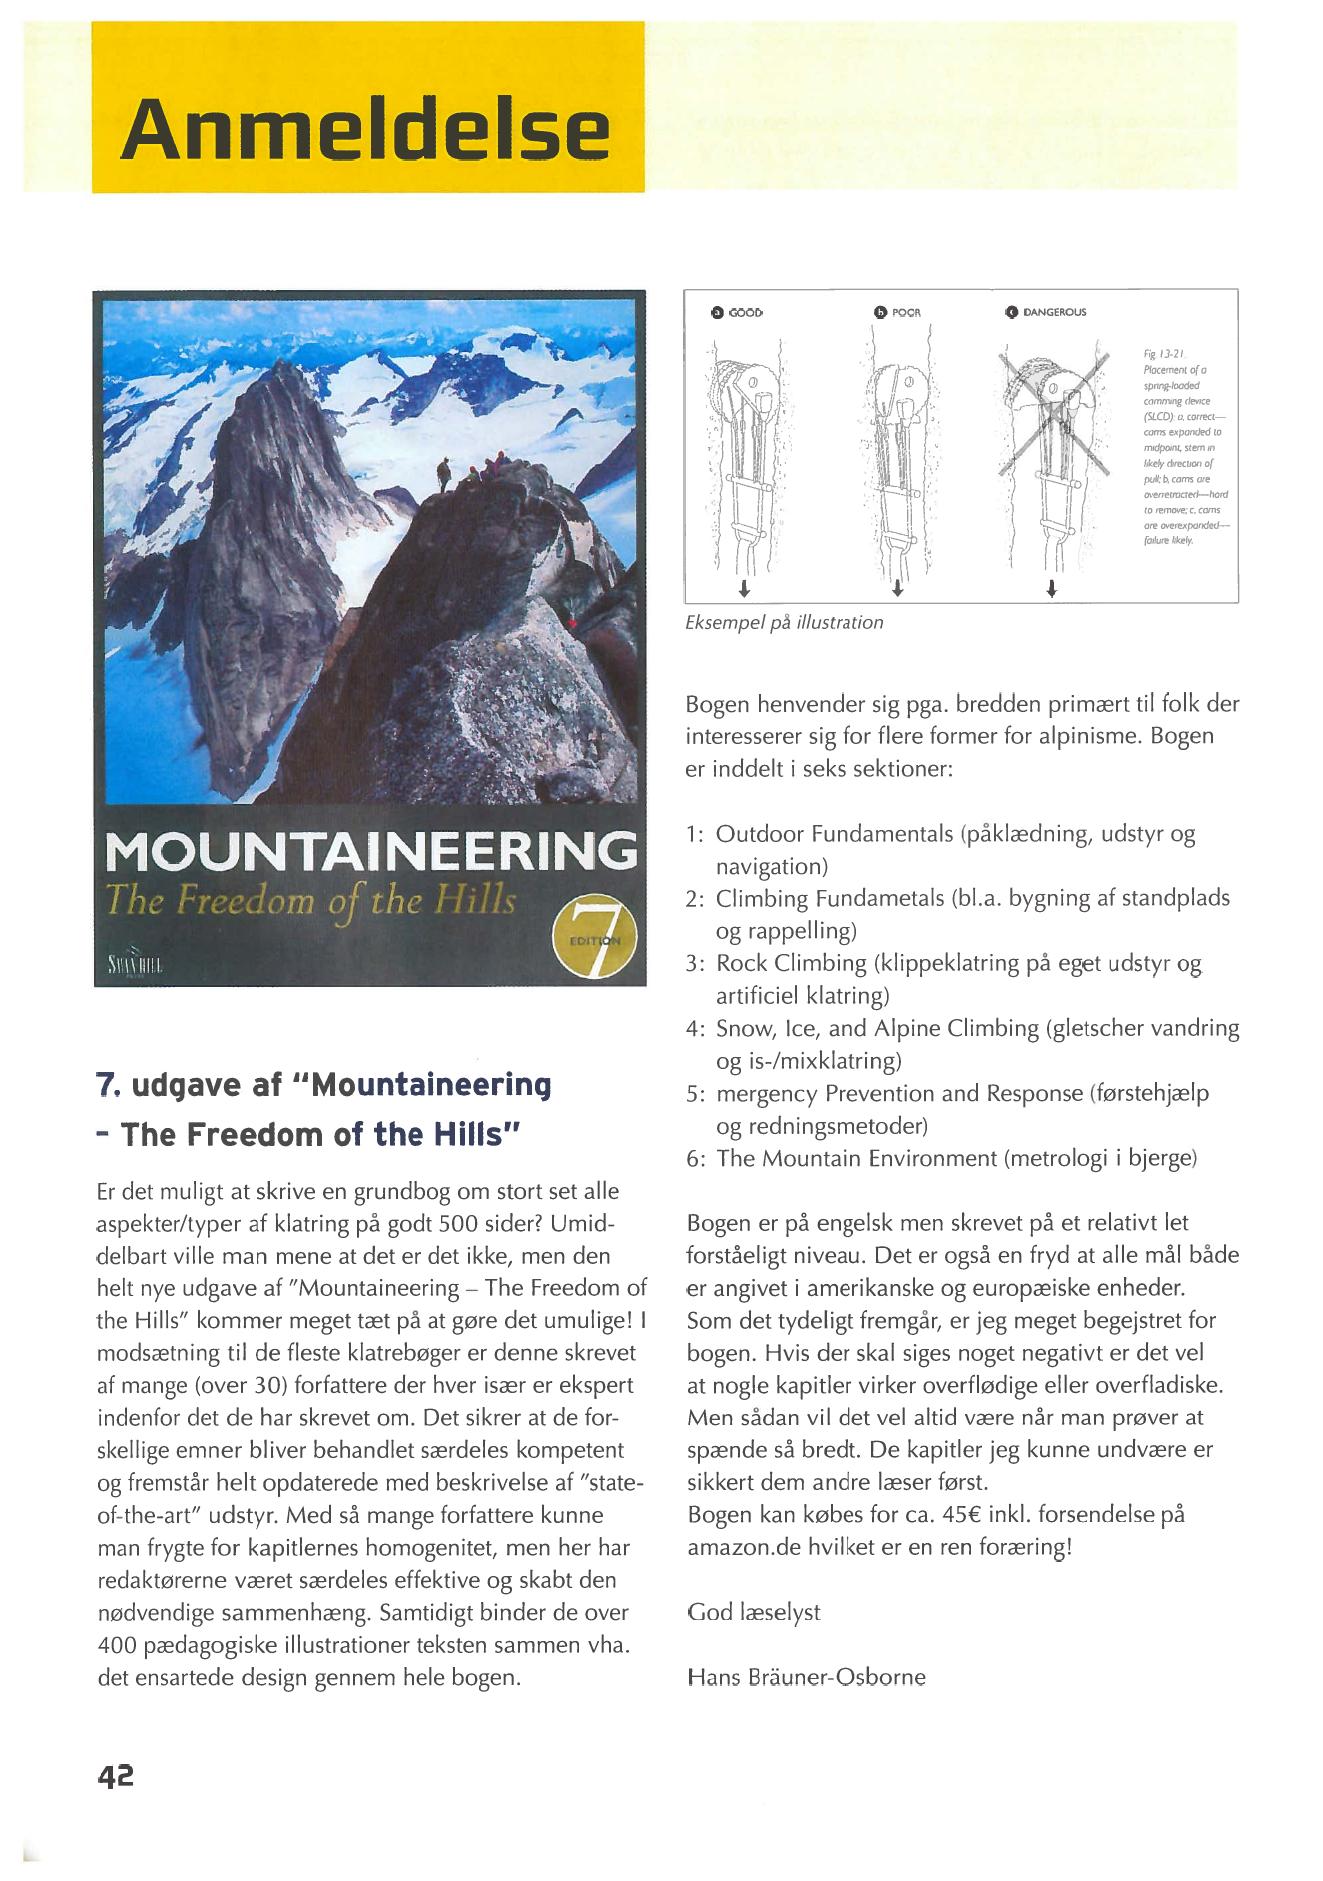 Anmeldelse
MOUNTAINEERING
The Freedom of the Hills
7
EDITION
SWAN HILL
7. udgave af "Mountaineering
- The Freedom of the Hills"
Er det muligt at skrive en grundbog om stort set alle
aspekter/typer af klatring på godt 500 sider? Umid-
delbart ville man mene at det er det ikke, men den
helt nye udgave af "Mountaineering – The Freedom of
the Hills" kommer meget tæt på at gøre det umulige! I
modsætning til de fleste klatrebøger er denne skrevet
af mange (over 30) forfattere der hver især er ekspert
indenfor det de har skrevet om. Det sikrer at de for-
skellige emner bliver behandlet særdeles kompetent
og fremstår helt opdaterede med beskrivelse af "state-
of-the-art" udstyr. Med så mange forfattere kunne
man frygte for kapitlernes homogenitet, men her har
redaktørerne været særdeles effektive og skabt den
nødvendige sammenhæng. Samtidigt binder de over
400 pædagogiske illustrationer teksten sammen vha.
det ensartede design gennem hele bogen.
a GOOD
b POOR
c DANGEROUS
Fig. 13-21.
Placement of a
spring-loaded
camming device
(SLCD): a, correct—
cams expanded to
midpoint, stem in
likely direction of
pull; b, cams are
overretracted—hard
to remove; c, cams
are overexpanded—
failure likely.
Eksempel på illustration
Bogen henvender sig pga. bredden primært til folk der
interesserer sig for flere former for alpinisme. Bogen
er inddelt i seks sektioner:
1: Outdoor Fundamentals (påklædning, udstyr og
navigation)
2: Climbing Fundametals (bl.a. bygning af standplads
og rappelling)
3: Rock Climbing (klippeklatring på eget udstyr og
artificiel klatring)
4: Snow, Ice, and Alpine Climbing (gletscher vandring
og is-/mixklatring)
5: mergency Prevention and Response (førstehjælp
og redningsmetoder)
6: The Mountain Environment (metrologi i bjerge)
Bogen er på engelsk men skrevet på et relativt let
forståeligt niveau. Det er også en fryd at alle mål både
er angivet i amerikanske og europæiske enheder.
Som det tydeligt fremgår, er jeg meget begejstret for
bogen. Hvis der skal siges noget negativt er det vel
at nogle kapitler virker overflødige eller overfladiske.
Men sådan vil det vel altid være når man prøver at
spænde så bredt. De kapitler jeg kunne undvære er
sikkert dem andre læser først.
Bogen kan købes for ca. 45€ inkl. forsendelse på
amazon.de hvilket er en ren foræring!
God læselyst
Hans Bräuner-Osborne
42